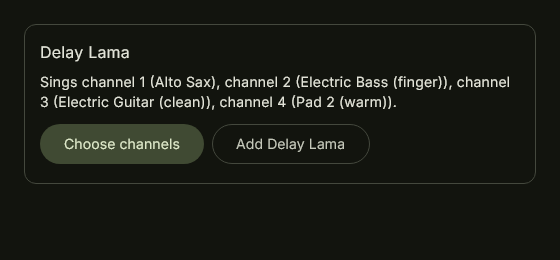 Delay Lama
Sings channel 1 (Alto Sax), channel 2 (Electric Bass (finger)), channel
3 (Electric Guitar (clean)), channel 4 (Pad 2 (warm)).
Choose channels
Add Delay Lama